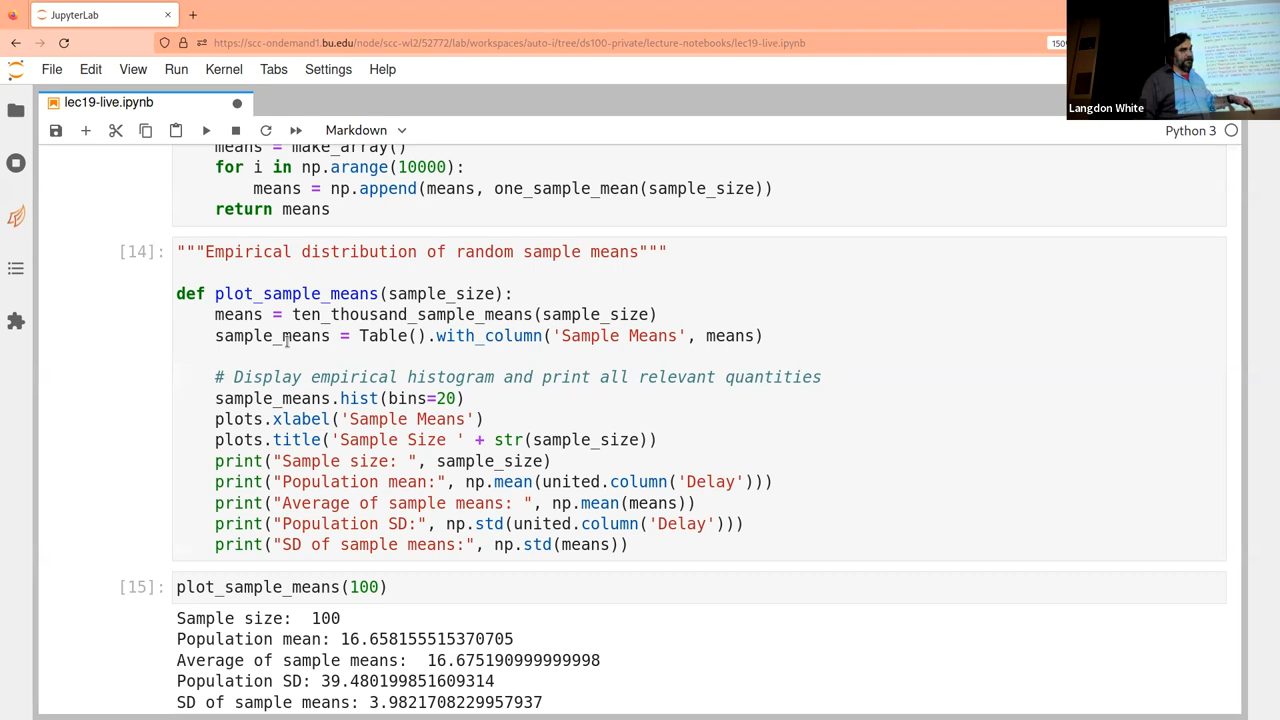 JupyterLab
https://scc-ondemand1.bu.edu/node/scc-wl2/52772/lab/workspaces/auto-i/tree/ds100-private/lecture-notebooks/lec19-live.ipynb
150%
File Edit View Run Kernel Tabs Settings Help
Langdon White
lec19-live.ipynb
Markdown
Python 3
means = make_array()
for i in np.arange(10000):
means = np.append(means, one_sample_mean(sample_size))
return means
[14]: """Empirical distribution of random sample means"""
def plot_sample_means(sample_size):
means = ten_thousand_sample_means(sample_size)
sample_means = Table().with_column('Sample Means', means)
# Display empirical histogram and print all relevant quantities
sample_means.hist(bins=20)
plots.xlabel('Sample Means')
plots.title('Sample Size ' + str(sample_size))
print("Sample size: ", sample_size)
print("Population mean:", np.mean(united.column('Delay')))
print("Average of sample means: ", np.mean(means))
print("Population SD:", np.std(united.column('Delay')))
print("SD of sample means:", np.std(means))
[15]: plot_sample_means(100)
Sample size:  100
Population mean: 16.658155515370705
Average of sample means:  16.675190999999998
Population SD: 39.480199851609314
SD of sample means: 3.9821708229957937